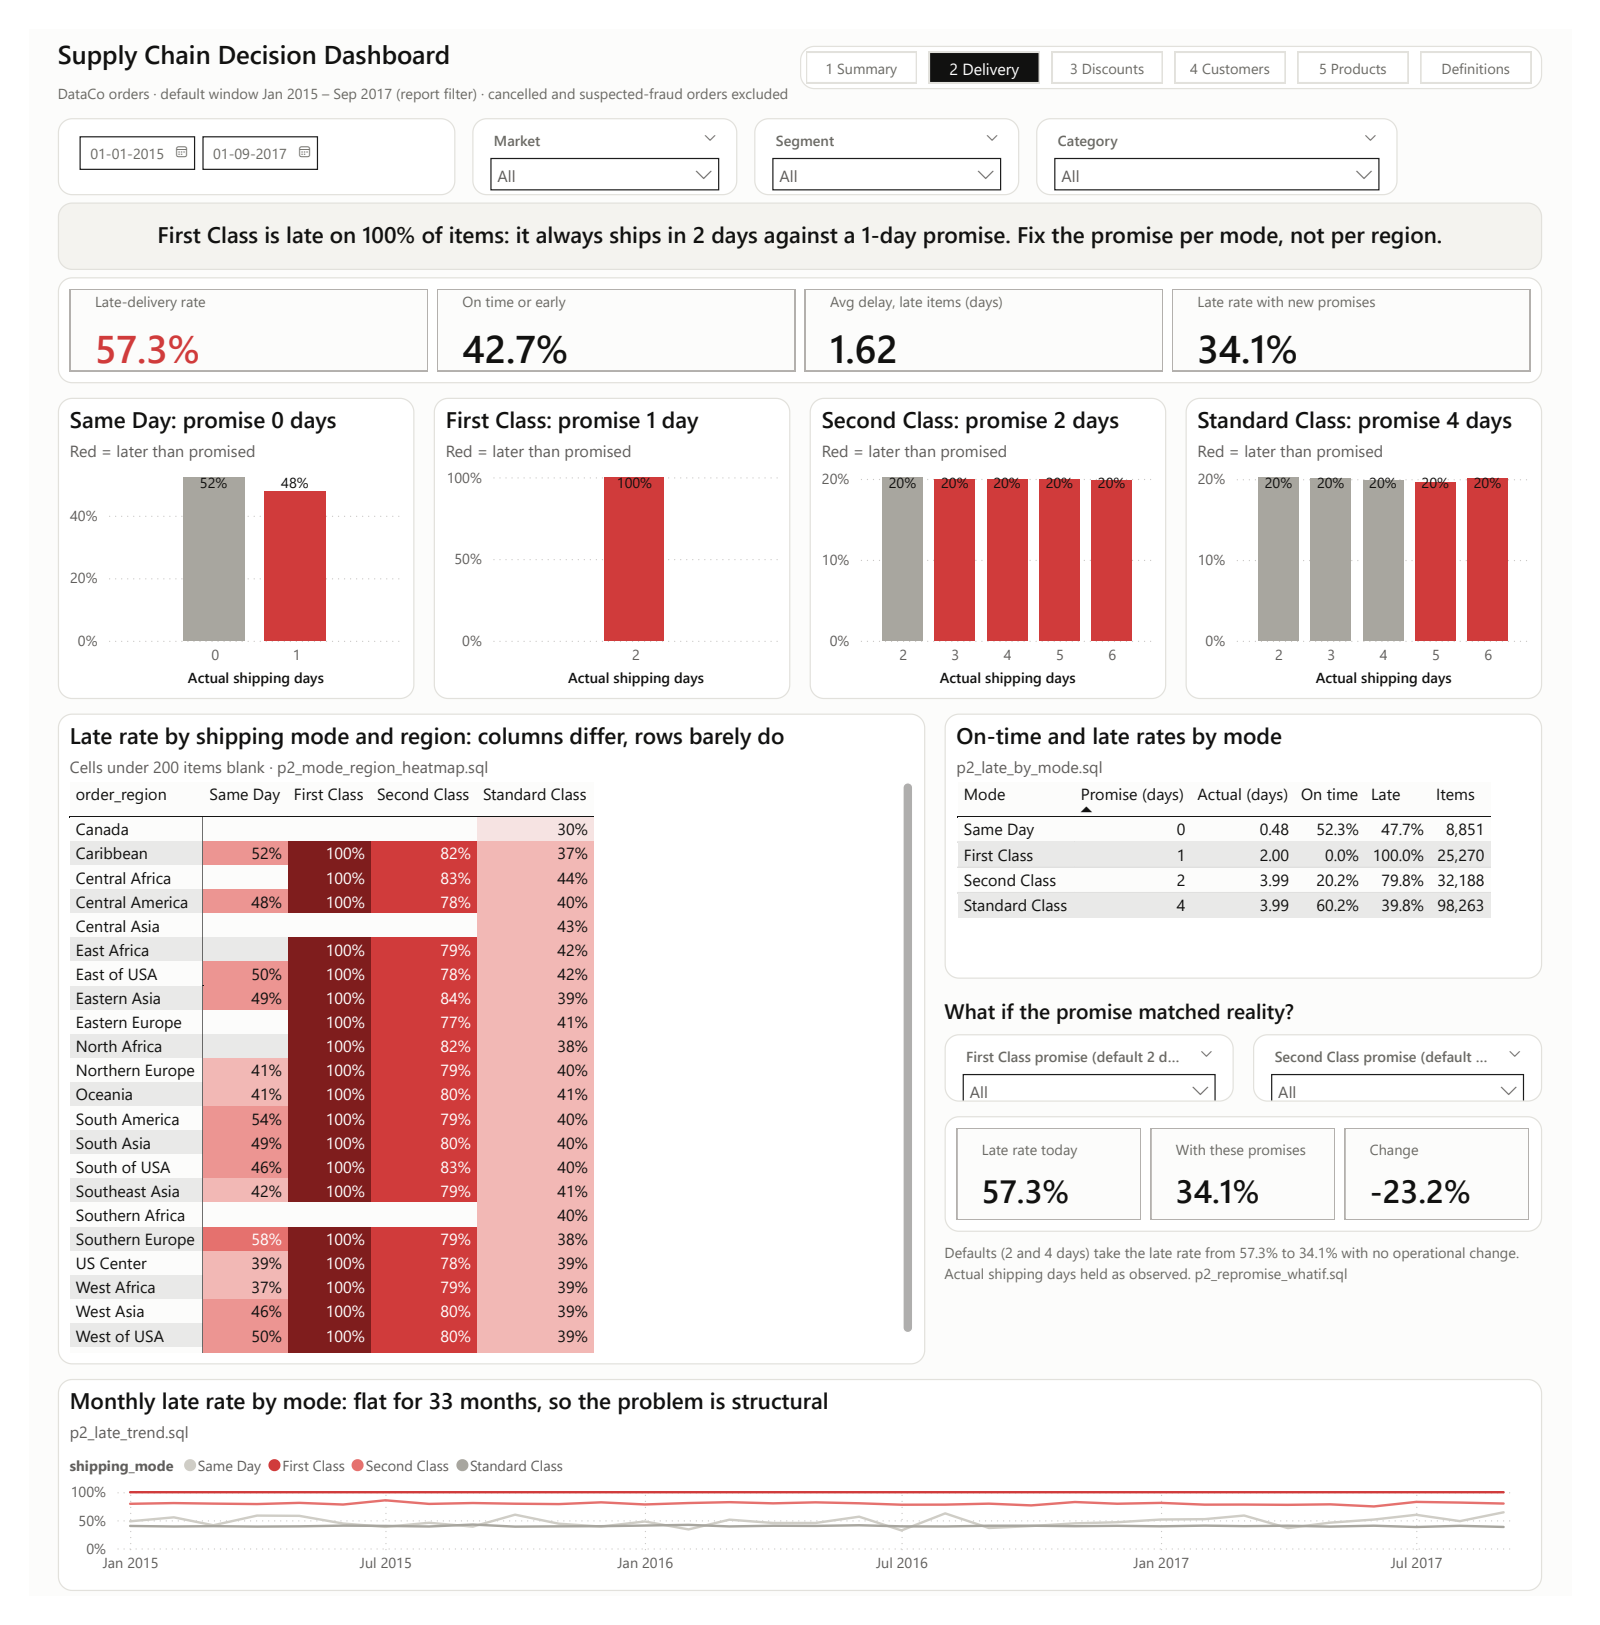 Supply Chain Decision Dashboard
1 Summary 2 Delivery 3 Discounts 4 Customers 5 Products Definitions
DataCo orders · default window Jan 2015 – Sep 2017 (report filter) · cancelled and suspected-fraud orders excluded
01-01-2015 01-09-2017
Market Segment Category
All All All
First Class is late on 100% of items: it always ships in 2 days against a 1-day promise. Fix the promise per mode, not per region.
Late-delivery rate On time or early Avg delay, late items (days) Late rate with new promises
57.3% 42.7% 1.62 34.1%
Same Day: promise 0 days
Red = later than promised
52% 48%
40%
20%
0%
0 1
Actual shipping days
First Class: promise 1 day
Red = later than promised
100% 100%
50%
0%
2
Actual shipping days
Second Class: promise 2 days
Red = later than promised
20% 20% 20% 20% 20% 20%
10%
0%
2 3 4 5 6
Actual shipping days
Standard Class: promise 4 days
Red = later than promised
20% 20% 20% 20% 20% 20%
10%
0%
2 3 4 5 6
Actual shipping days
Late rate by shipping mode and region: columns differ, rows barely do
Cells under 200 items blank · p2_mode_region_heatmap.sql
order_region Same Day First Class Second Class Standard Class
Canada 30%
Caribbean 52% 100% 82% 37%
Central Africa 100% 83% 44%
Central America 48% 100% 78% 40%
Central Asia 43%
East Africa 100% 79% 42%
East of USA 50% 100% 78% 42%
Eastern Asia 49% 100% 84% 39%
Eastern Europe 100% 77% 41%
North Africa 100% 82% 38%
Northern Europe 41% 100% 79% 40%
Oceania 41% 100% 80% 41%
South America 54% 100% 79% 40%
South Asia 49% 100% 80% 40%
South of USA 46% 100% 83% 40%
Southeast Asia 42% 100% 79% 41%
Southern Africa 40%
Southern Europe 58% 100% 79% 38%
US Center 39% 100% 78% 39%
West Africa 37% 100% 79% 39%
West Asia 46% 100% 80% 39%
West of USA 50% 100% 80% 39%
On-time and late rates by mode
p2_late_by_mode.sql
Mode Promise (days) Actual (days) On time Late Items
Same Day 0 0.48 52.3% 47.7% 8,851
First Class 1 2.00 0.0% 100.0% 25,270
Second Class 2 3.99 20.2% 79.8% 32,188
Standard Class 4 3.99 60.2% 39.8% 98,263
What if the promise matched reality?
First Class promise (default 2 d... Second Class promise (default ...
All All
Late rate today With these promises Change
57.3% 34.1% -23.2%
Defaults (2 and 4 days) take the late rate from 57.3% to 34.1% with no operational change.
Actual shipping days held as observed. p2_repromise_whatif.sql
Monthly late rate by mode: flat for 33 months, so the problem is structural
p2_late_trend.sql
shipping_mode Same Day First Class Second Class Standard Class
100%
50%
0%
Jan 2015 Jul 2015 Jan 2016 Jul 2016 Jan 2017 Jul 2017